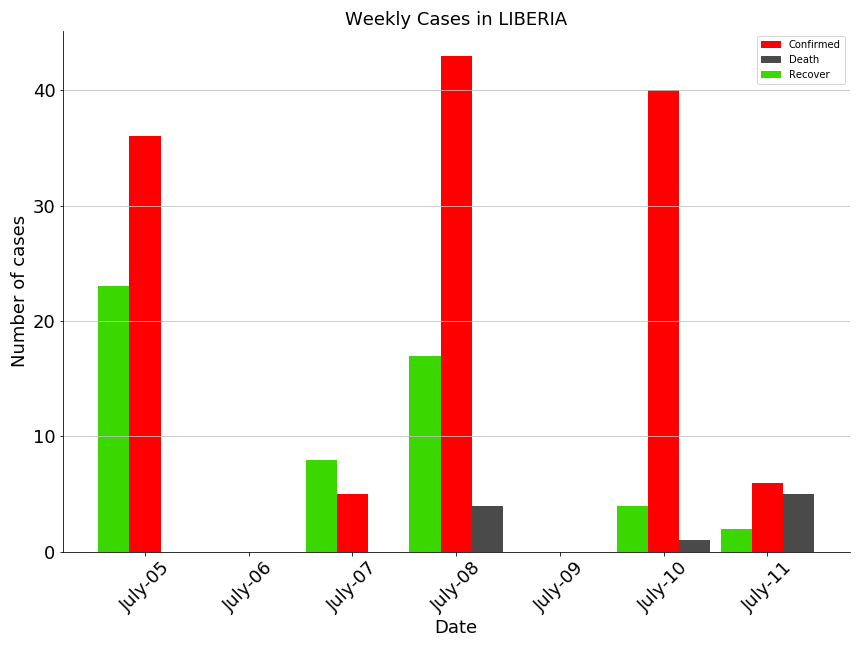 Weekly Cases in LIBERIA
Confirmed
Death
Recover
Number of cases
40
30
20
10
0
July-05
July-06
July-07
July-08
July-09
July-10
July-11
Date